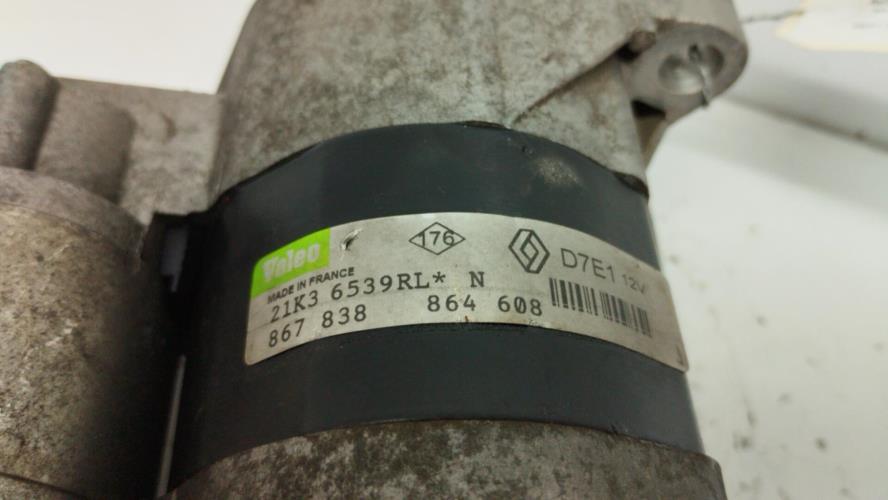 Valeo 176 D7E1 12V
MADE IN FRANCE
21K3 6539RL* N
867 838 864 608